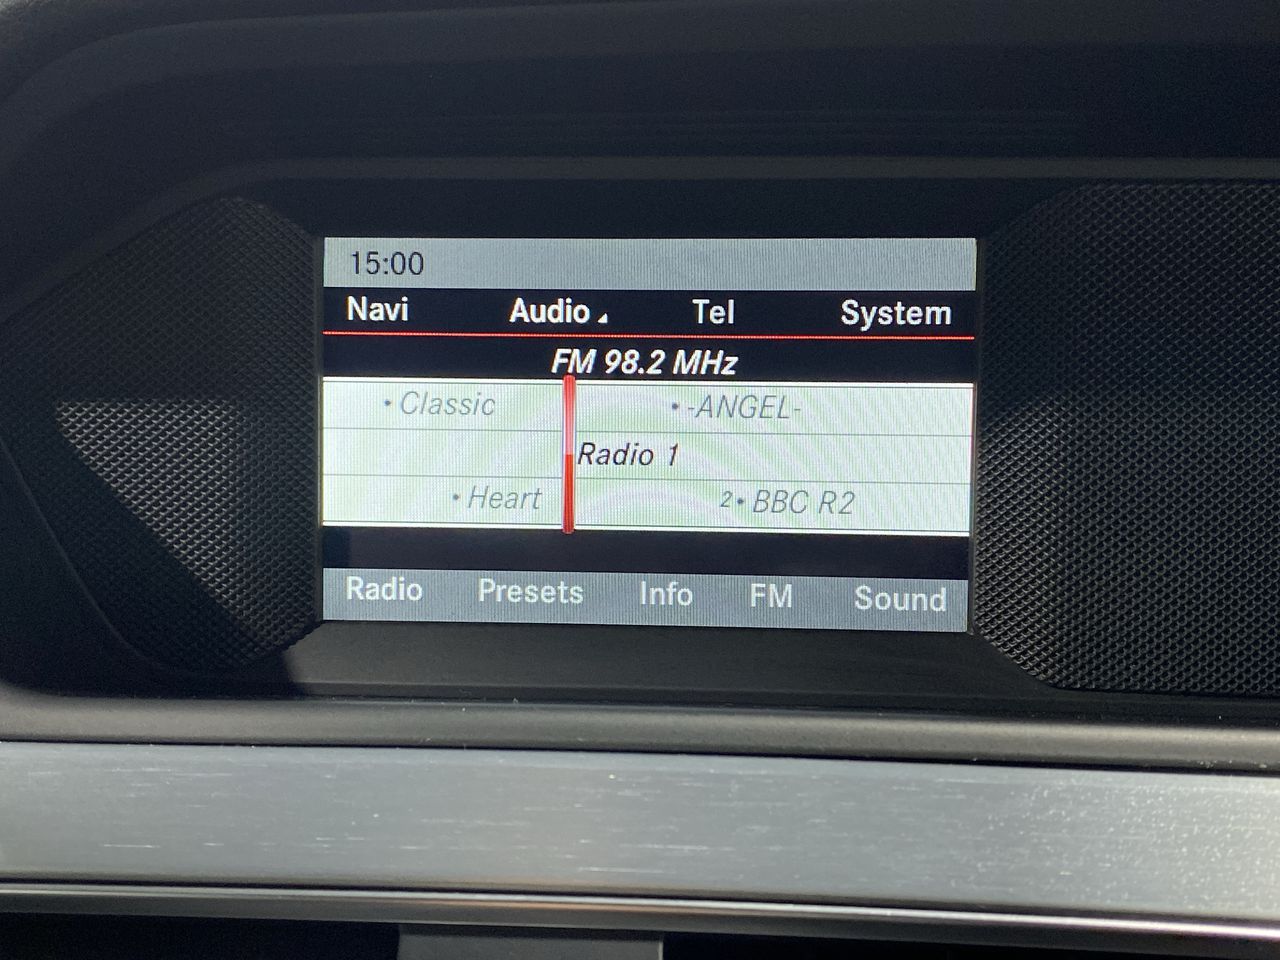 15:00
Navi Audio Tel System
FM 98.2 MHz
• Classic • -ANGEL-
Radio 1
• Heart 2• BBC R2
Radio Presets Info FM Sound